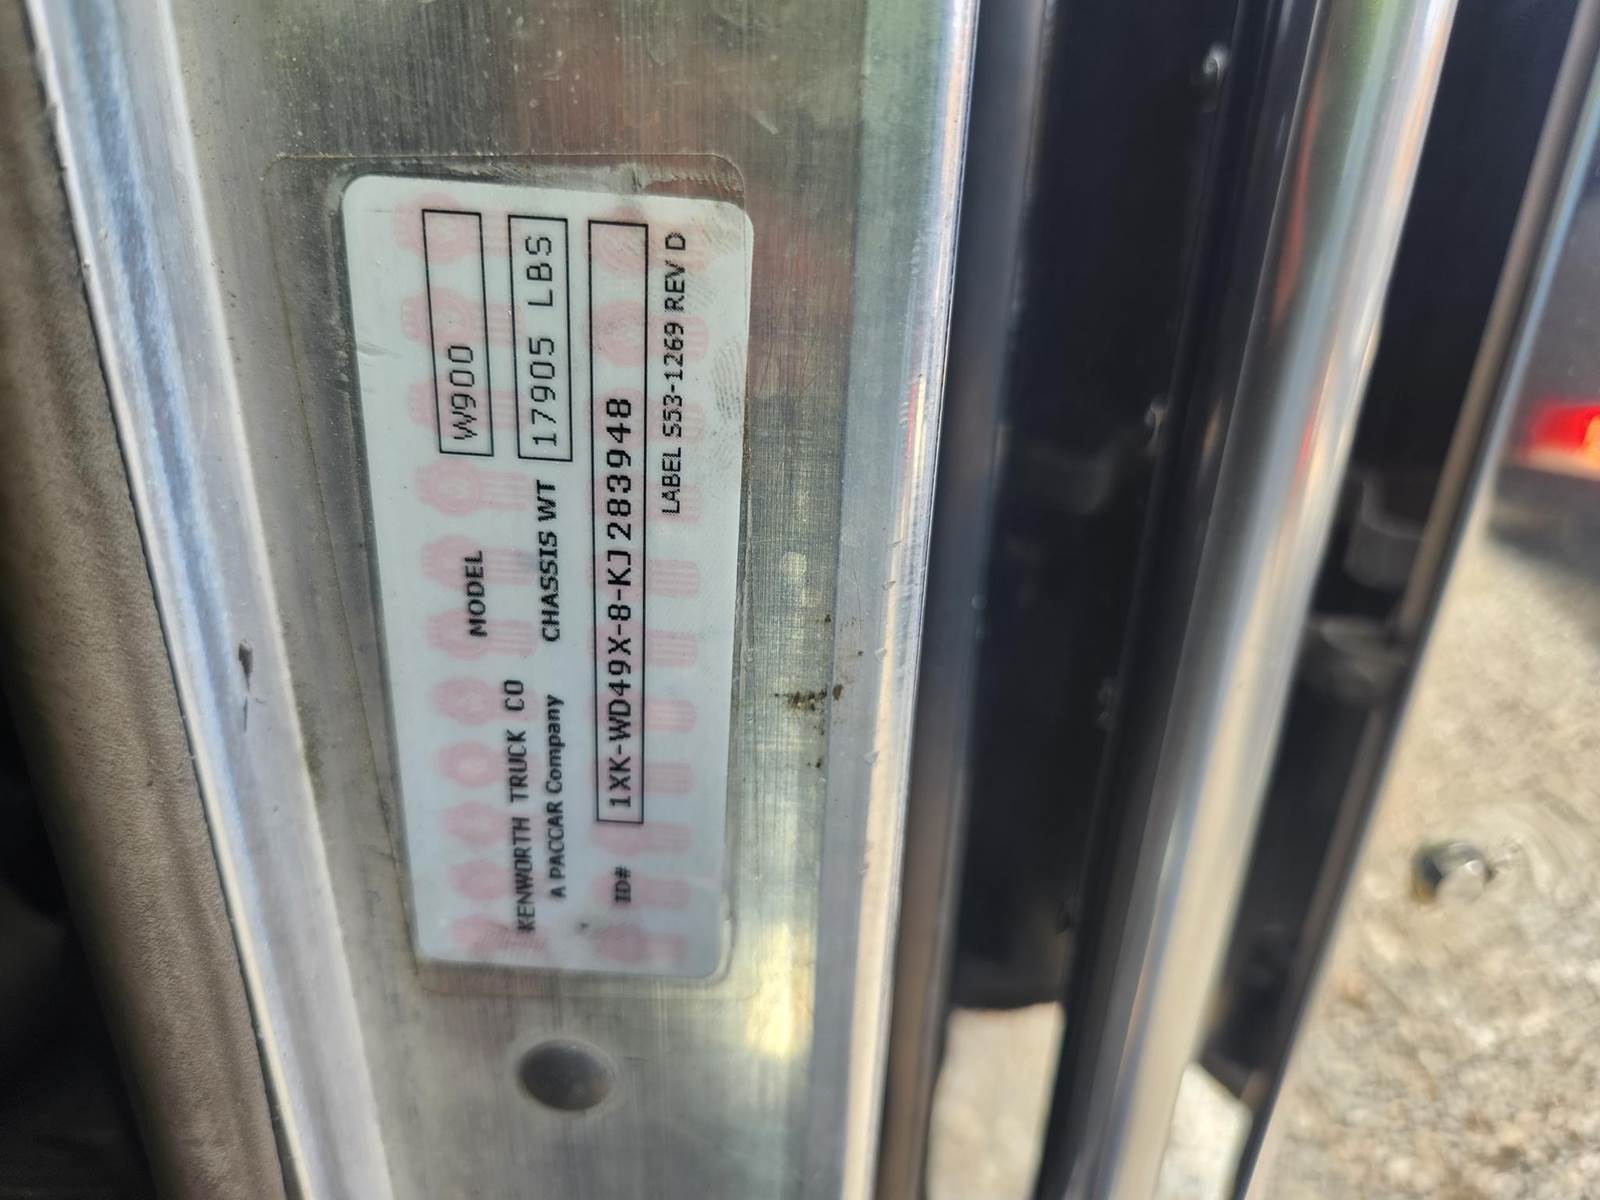 KENWORTH TRUCK CO
A PACCAR Company
MODEL W900
CHASSIS WT 17905 LBS
ID# 1XK-WD49X-8-KJ283948
LABEL S53-1269 REV D